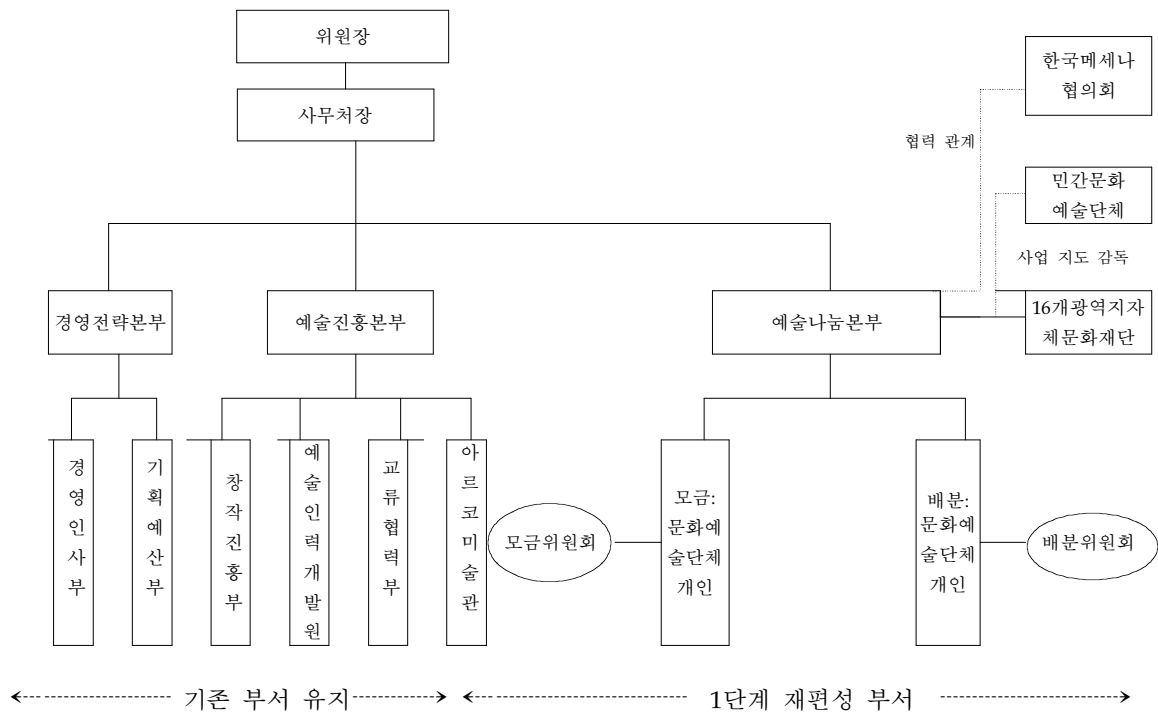 위원장
사무처장
한국메세나
협의회
협력 관계
민간문화
예술단체
사업 지도 감독
경영전략본부
예술진흥본부
예술나눔본부
16개광역지자
체문화재단
경영인사부
기획예산부
창작진흥부
예술인력개발원
교류협력부
아르코미술관
모금위원회
모금:
문화예
술단체
개인
배분:
문화예
술단체
개인
배분위원회
기존 부서 유지
1단계 재편성 부서